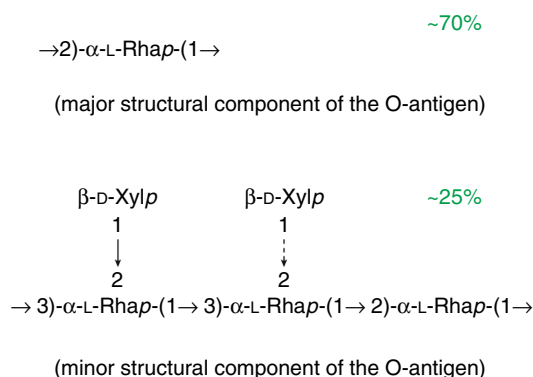 ~70%
→2)-α-L-Rhap-(1→
(major structural component of the O-antigen)
β-D-Xylp β-D-Xylp ~25%
1 1
2 2
→ 3)-α-L-Rhap-(1→ 3)-α-L-Rhap-(1→ 2)-α-L-Rhap-(1→
(minor structural component of the O-antigen)